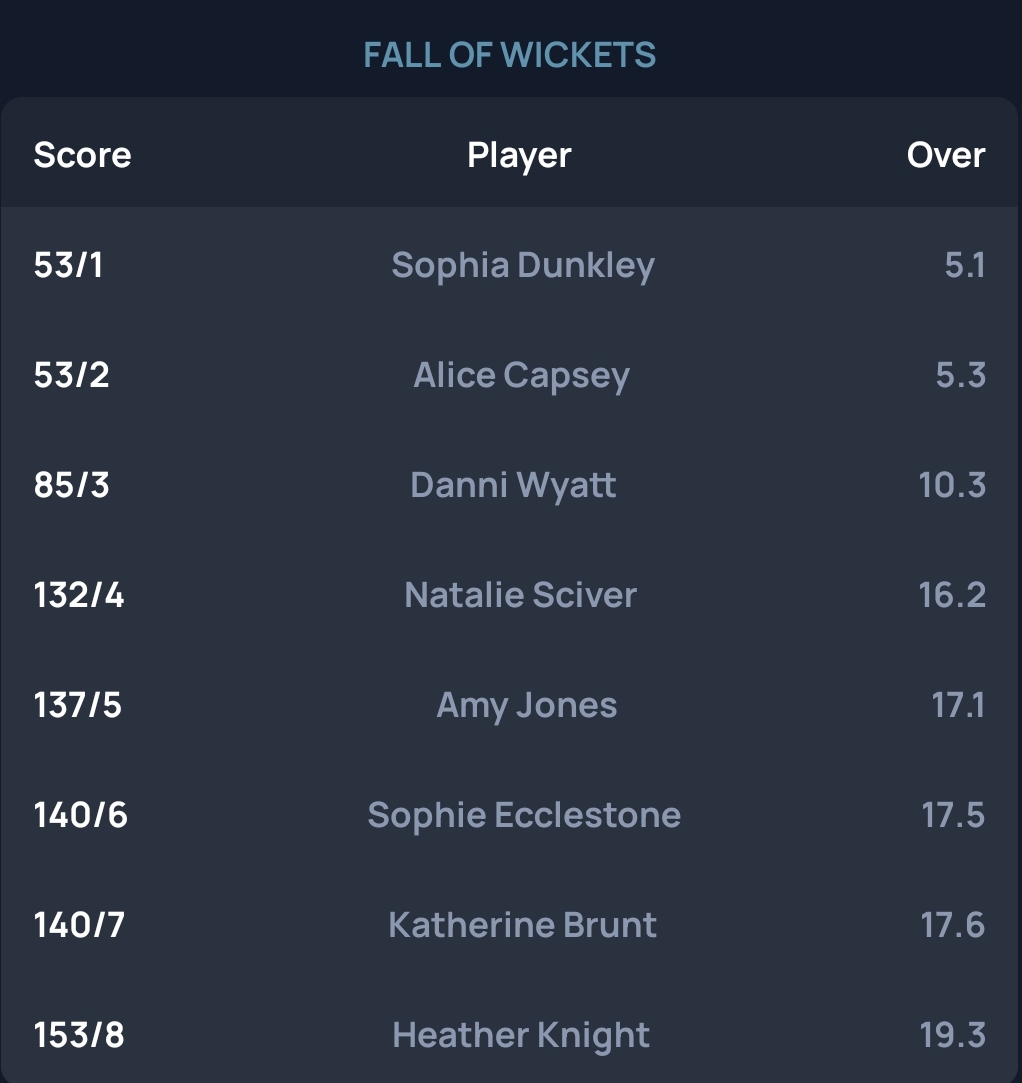 FALL OF WICKETS
Score Player Over
53/1 Sophia Dunkley 5.1
53/2 Alice Capsey 5.3
85/3 Danni Wyatt 10.3
132/4 Natalie Sciver 16.2
137/5 Amy Jones 17.1
140/6 Sophie Ecclestone 17.5
140/7 Katherine Brunt 17.6
153/8 Heather Knight 19.3